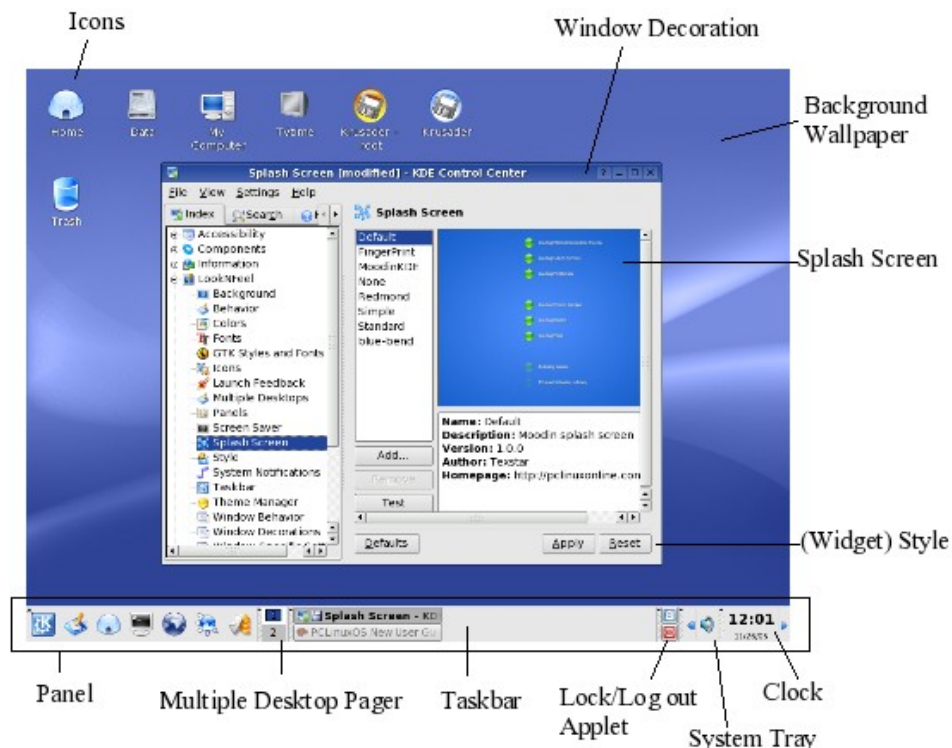 Icons
Window Decoration
Background
Wallpaper
Home
Data
My
Computer
Krusader -
root
Krusader
Trash
Splash Screen [modified] - KDE Control Center
File View Settings Help
Index Search
Splash Screen
Accessibility
Components
Information
LookNFeel
Background
Behavior
Colors
Fonts
GTK Styles and Fonts
Icons
Launch Feedback
Multiple Desktops
Panels
Screen Saver
Splash Screen
Style
System Notifications
Taskbar
Theme Manager
Window Behavior
Window Decorations
Default
FingerPrint
MoodinKDE
None
Redmond
Simple
Standard
blue-bend
Add...
Remove
Test
Name: Default
Description: Moodin splash screen
Version: 1.0.0
Author: Texstar
Homepage: http://pclinuxonline.com
Defaults
Apply
Reset
Splash Screen
(Widget) Style
2
Splash Screen - KD
PCLinuxOS New User Gu
12:01
Panel
Multiple Desktop Pager
Taskbar
Lock/Log out
Applet
System Tray
Clock